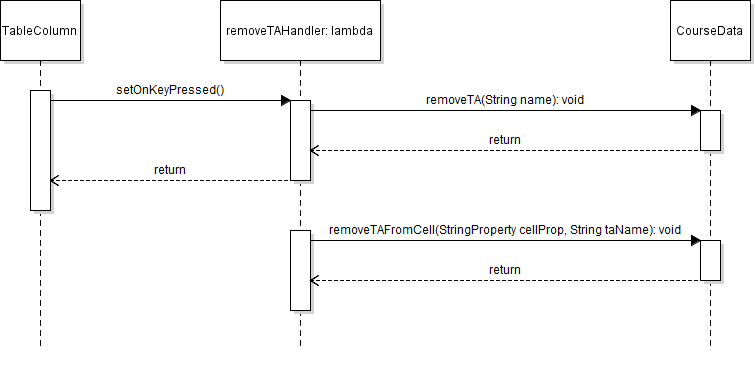 TableColumn
removeTAHandler: lambda
CourseData
setOnKeyPressed()
removeTA(String name): void
return
return
removeTAFromCell(StringProperty cellProp, String taName): void
return